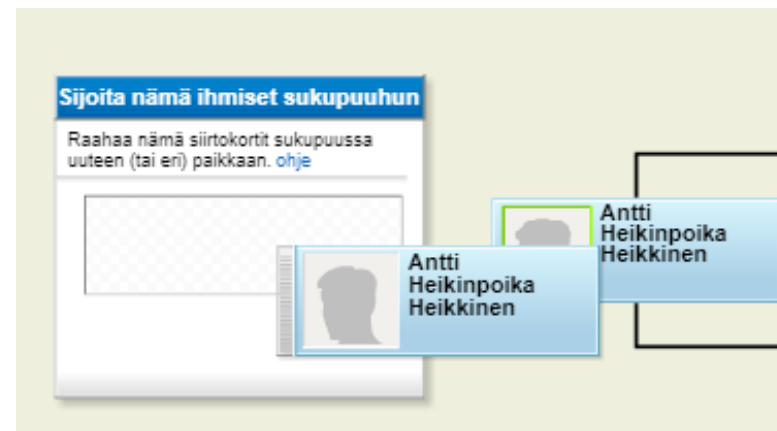 Sijoita nämä ihmiset sukupuuhun
Raahaa nämä siirtokortit sukupuussa
uuteen (tai eri) paikkaan. ohje
Antti
Heikinpoika
Heikkinen
Antti
Heikinpoika
Heikkinen